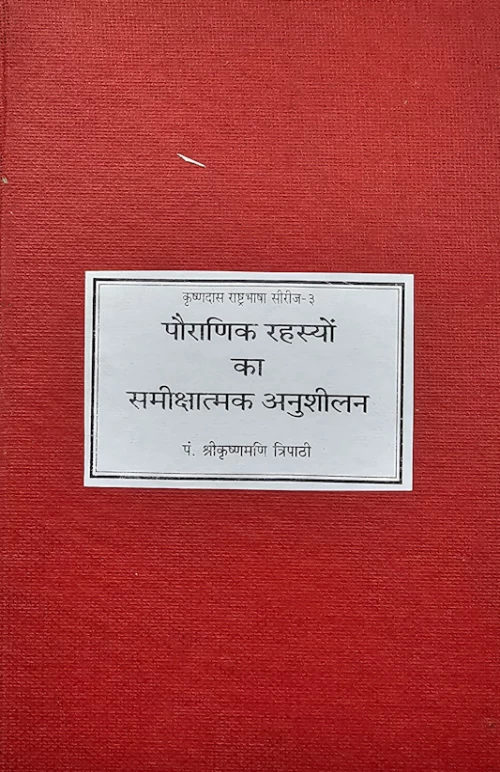 कृष्णदास राष्ट्रभाषा सीरीज-३
पौराणिक रहस्यों
का
समीक्षात्मक अनुशीलन
पं. श्रीकृष्णमणि त्रिपाठी